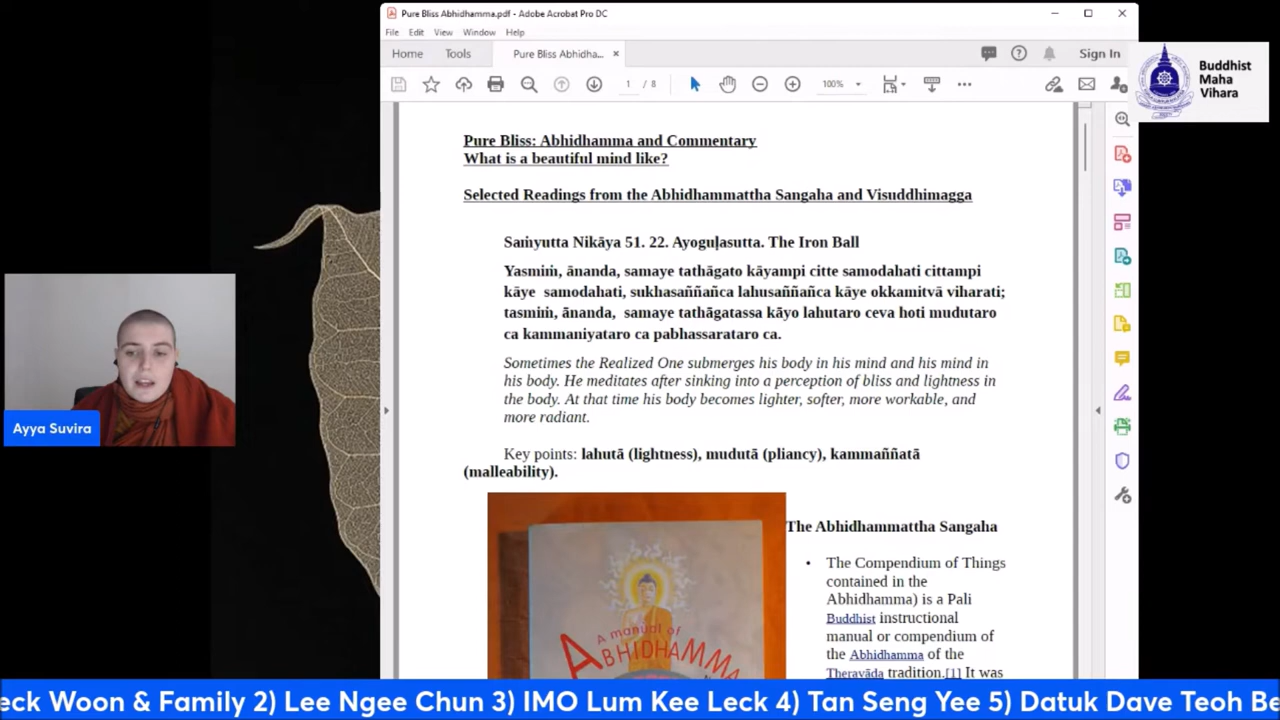 Pure Bliss Abhidhamma.pdf - Adobe Acrobat Pro DC
File Edit View Window Help
Home Tools Pure Bliss Abhidha... × Sign In
1 / 8 100%
Buddhist
Maha
Vihara
Pure Bliss: Abhidhamma and Commentary
What is a beautiful mind like?
Selected Readings from the Abhidhammattha Sangaha and Visuddhimagga
Saṁyutta Nikāya 51. 22. Ayoguḷasutta. The Iron Ball
Yasmiṁ, ānanda, samaye tathāgato kāyampi citte samodahati cittampi
kāye samodahati, sukhasaññañca lahusaññañca kāye okkamitvā viharati;
tasmiṁ, ānanda, samaye tathāgatassa kāyo lahutaro ceva hoti mudutaro
ca kammaniyataro ca pabhassarataro ca.
Sometimes the Realized One submerges his body in his mind and his mind in
his body. He meditates after sinking into a perception of bliss and lightness in
the body. At that time his body becomes lighter, softer, more workable, and
more radiant.
Key points: lahutā (lightness), mudutā (pliancy), kammaññatā
(malleability).
A manual of
ABHIDHAMMA
The Abhidhammattha Sangaha
• The Compendium of Things
contained in the
Abhidhamma) is a Pali
Buddhist instructional
manual or compendium of
the Abhidhamma of the
Theravāda tradition.[1] It was
Ayya Suvira
eck Woon & Family 2) Lee Ngee Chun 3) IMO Lum Kee Leck 4) Tan Seng Yee 5) Datuk Dave Teoh Be